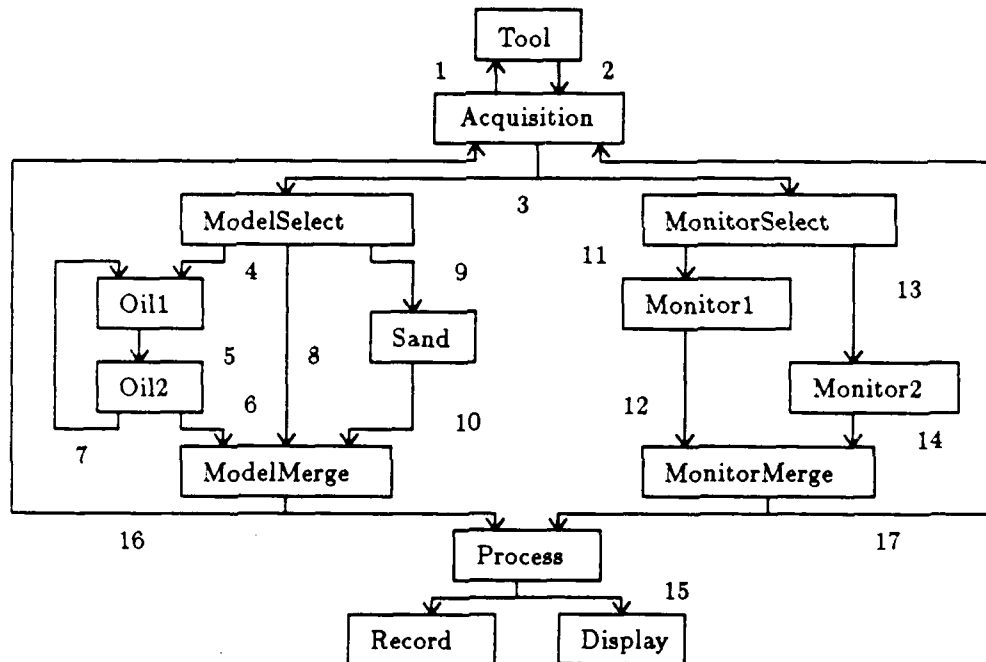 Tool
1
2
Acquisition
3
ModelSelect
MonitorSelect
4
9
11
13
Oil1
Monitor1
Sand
5
8
Oil2
Monitor2
6
10
12
14
7
ModelMerge
MonitorMerge
16
17
Process
15
Record
Display